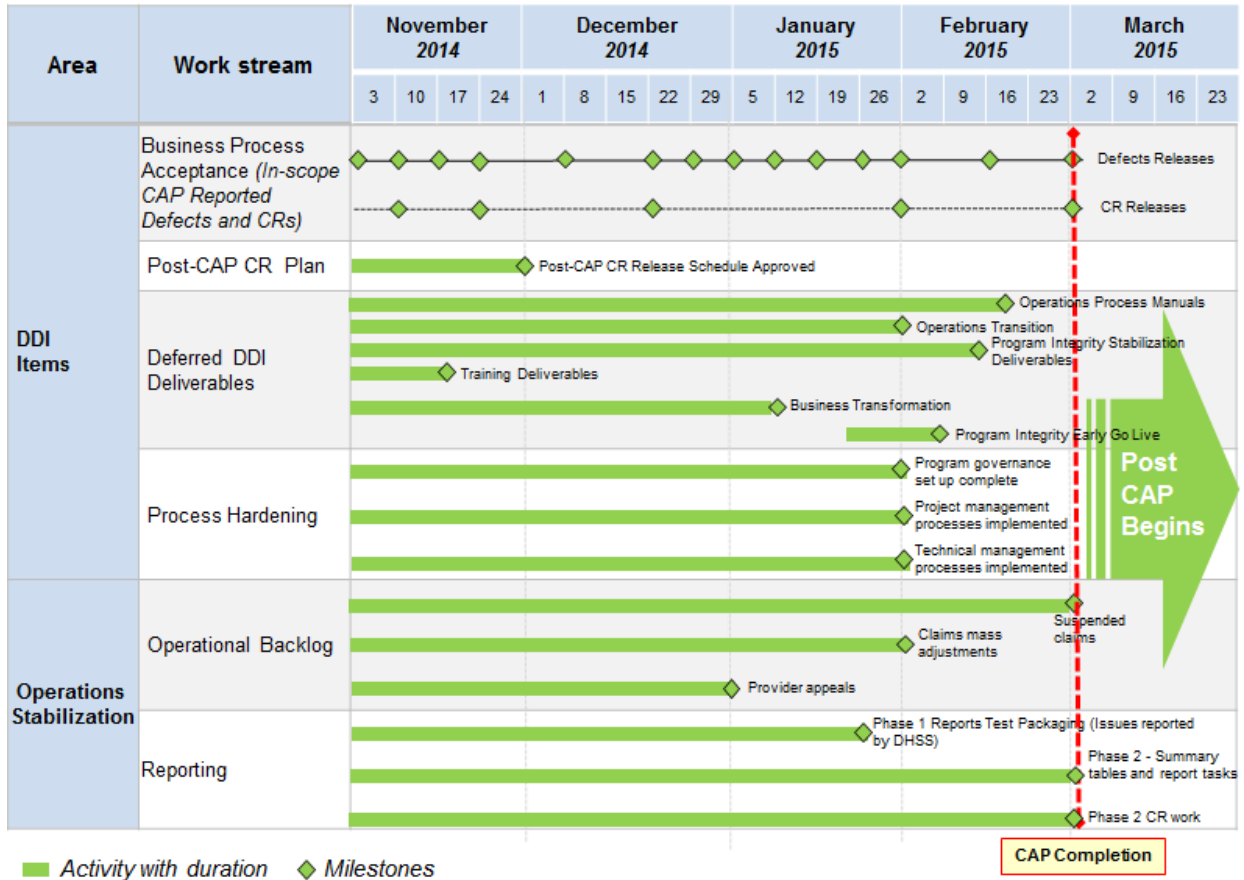 Area
Work stream
November
2014
December
2014
January
2015
February
2015
March
2015
3 10 17 24 1 8 15 22 29 5 12 19 26 2 9 16 23 2 9 16 23
DDI
Items
Business Process
Acceptance (In-scope
CAP Reported
Defects and CRs)
Defects Releases
CR Releases
Post-CAP CR Plan
Post-CAP CR Release Schedule Approved
Deferred DDI
Deliverables
Operations Process Manuals
Operations Transition
Program Integrity Stabilization
Deliverables
Training Deliverables
Business Transformation
Program Integrity Early Go Live
Process Hardening
Program governance
set up complete
Project management
processes implemented
Technical management
processes implemented
Post
CAP
Begins
Operations
Stabilization
Operational Backlog
Suspended
claims
Claims mass
adjustments
Provider appeals
Reporting
Phase 1 Reports Test Packaging (Issues reported
by DHSS)
Phase 2 - Summary
tables and report tasks
Phase 2 CR work
CAP Completion
Activity with duration
Milestones